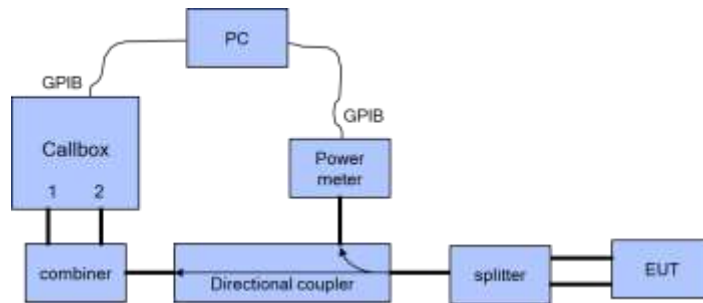 PC
GPIB
GPIB
Callbox
1 2
Power
meter
combiner
Directional coupler
splitter
EUT